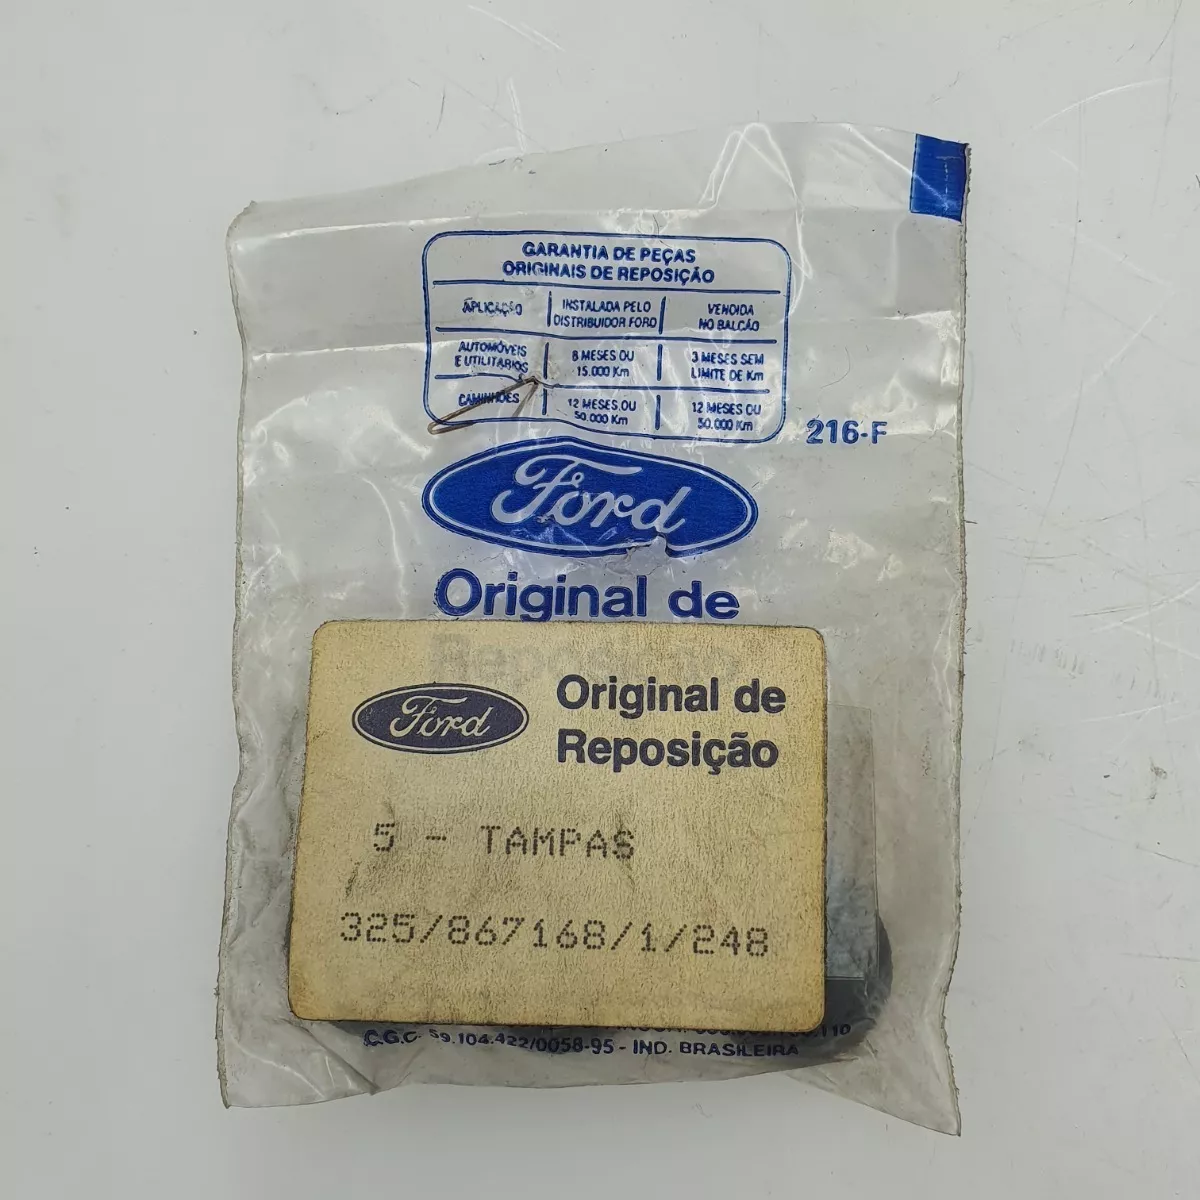 GARANTIA DE PEÇAS
ORIGINAIS DE REPOSIÇÃO
APLICAÇÃO
INSTALADA PELO
DISTRIBUIDOR FORD
VENDIDA
NO BALCÃO
AUTOMÓVEIS
E UTILITÁRIOS
8 MESES OU
15.000 Km
3 MESES SEM
LIMITE DE Km
CAMINHÕES
12 MESES OU
50.000 Km
12 MESES OU
50.000 Km
216-F
Ford
Original de
Reposição
Ford
Original de
Reposição
5 - TAMPAS
325/867168/1/248
C.G.C. 59.104.422/0058-95 - IND. BRASILEIRA